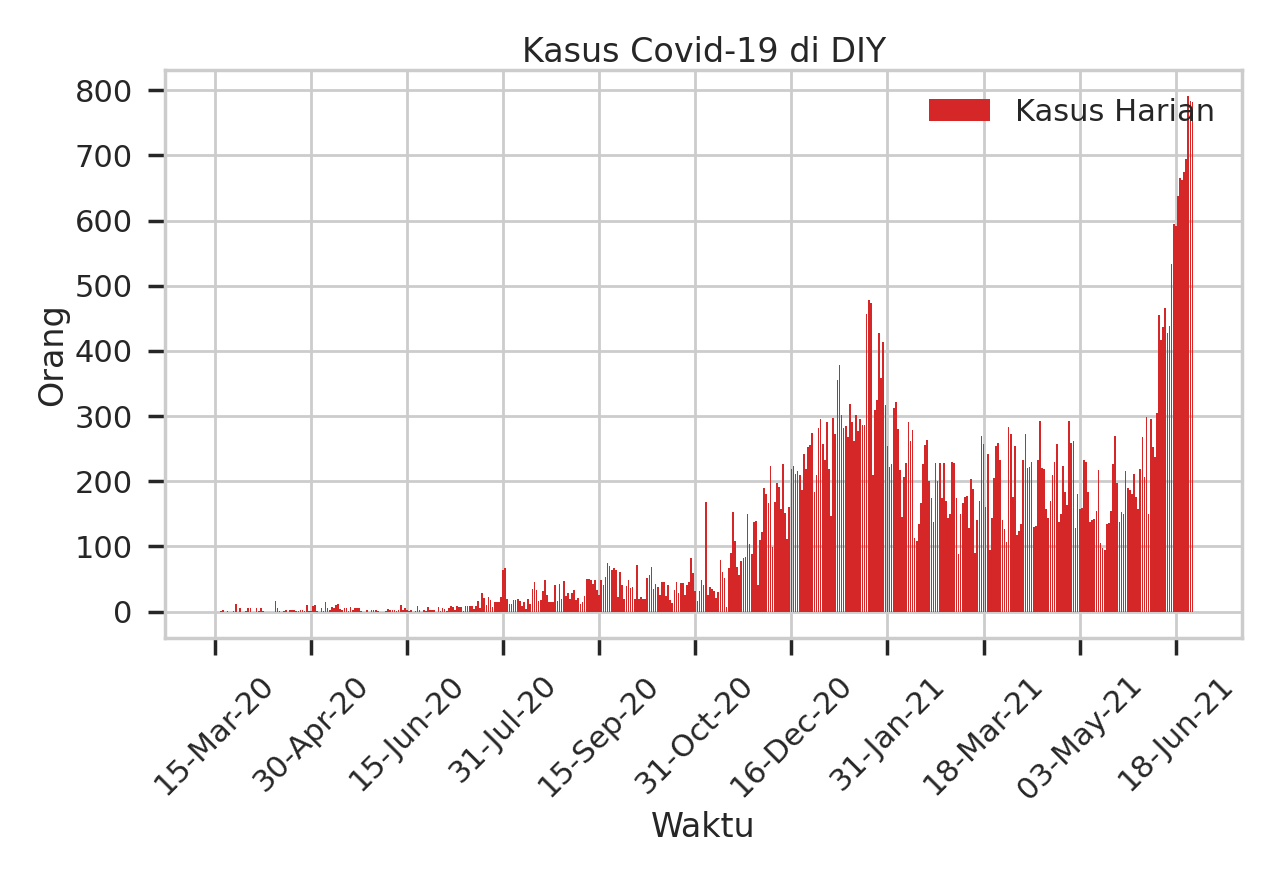 Kasus Covid-19 di DIY
Kasus Harian
800
700
600
500
400
300
200
100
0
Orang
15-Mar-20
30-Apr-20
15-Jun-20
31-Jul-20
15-Sep-20
31-Oct-20
16-Dec-20
31-Jan-21
18-Mar-21
03-May-21
18-Jun-21
Waktu